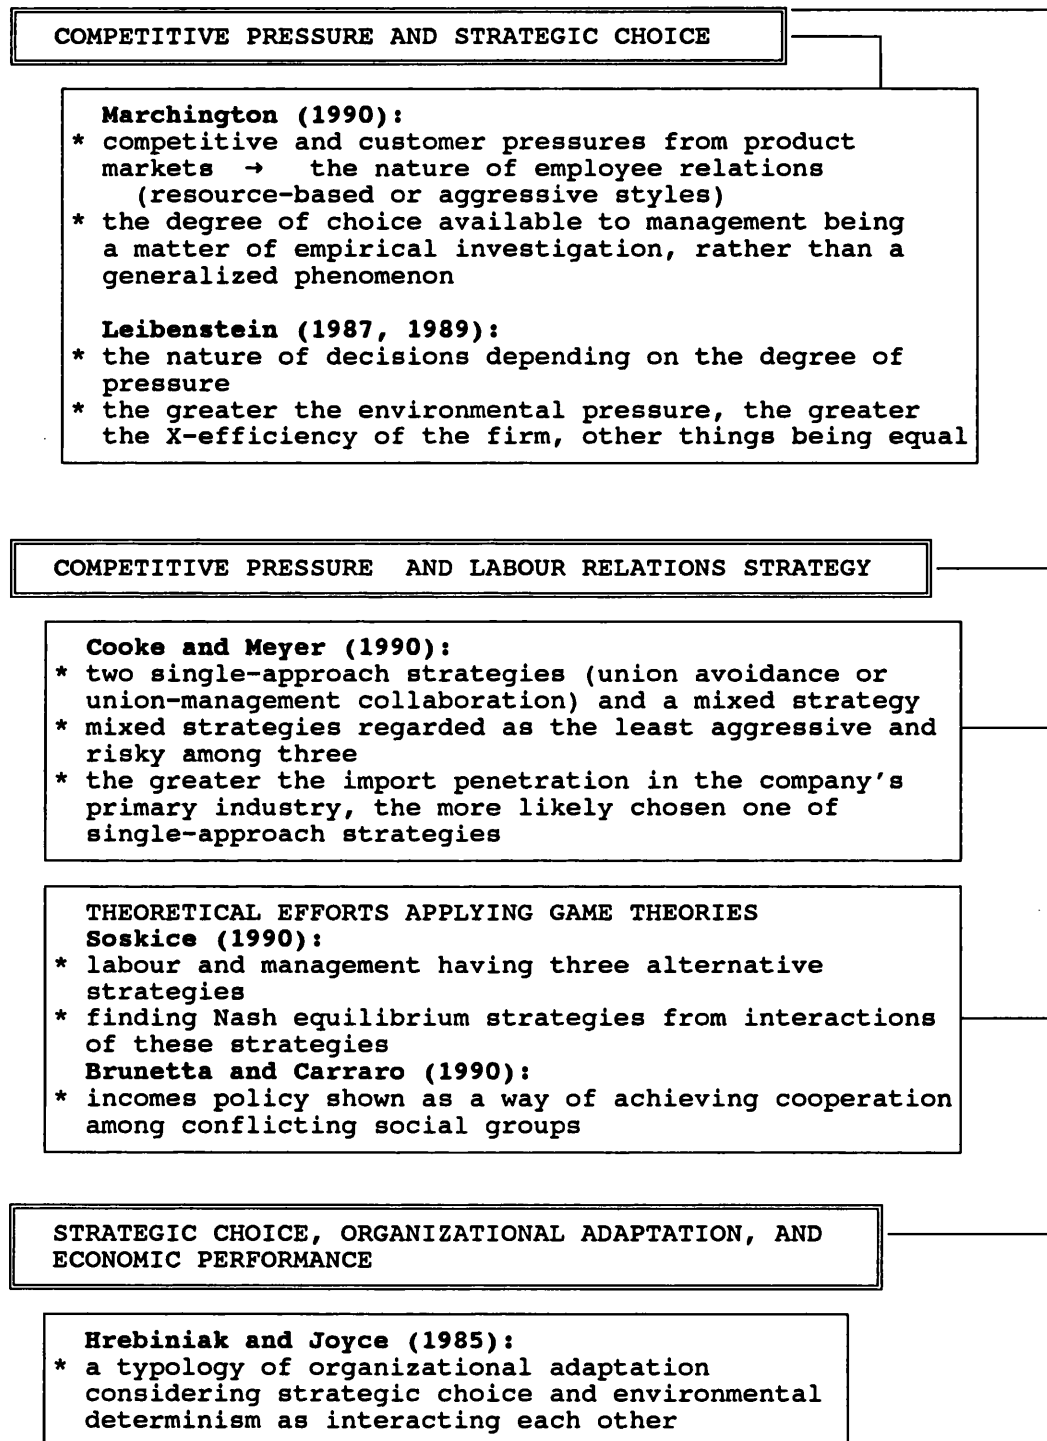 COMPETITIVE PRESSURE AND STRATEGIC CHOICE
Marchington (1990):
* competitive and customer pressures from product
markets → the nature of employee relations
(resource-based or aggressive styles)
* the degree of choice available to management being
a matter of empirical investigation, rather than a
generalized phenomenon
Leibenstein (1987, 1989):
* the nature of decisions depending on the degree of
pressure
* the greater the environmental pressure, the greater
the X-efficiency of the firm, other things being equal
COMPETITIVE PRESSURE AND LABOUR RELATIONS STRATEGY
Cooke and Meyer (1990):
* two single-approach strategies (union avoidance or
union-management collaboration) and a mixed strategy
* mixed strategies regarded as the least aggressive and
risky among three
* the greater the import penetration in the company's
primary industry, the more likely chosen one of
single-approach strategies
THEORETICAL EFFORTS APPLYING GAME THEORIES
Soskice (1990):
* labour and management having three alternative
strategies
* finding Nash equilibrium strategies from interactions
of these strategies
Brunetta and Carraro (1990):
* incomes policy shown as a way of achieving cooperation
among conflicting social groups
STRATEGIC CHOICE, ORGANIZATIONAL ADAPTATION, AND
ECONOMIC PERFORMANCE
Hrebiniak and Joyce (1985):
* a typology of organizational adaptation
considering strategic choice and environmental
determinism as interacting each other